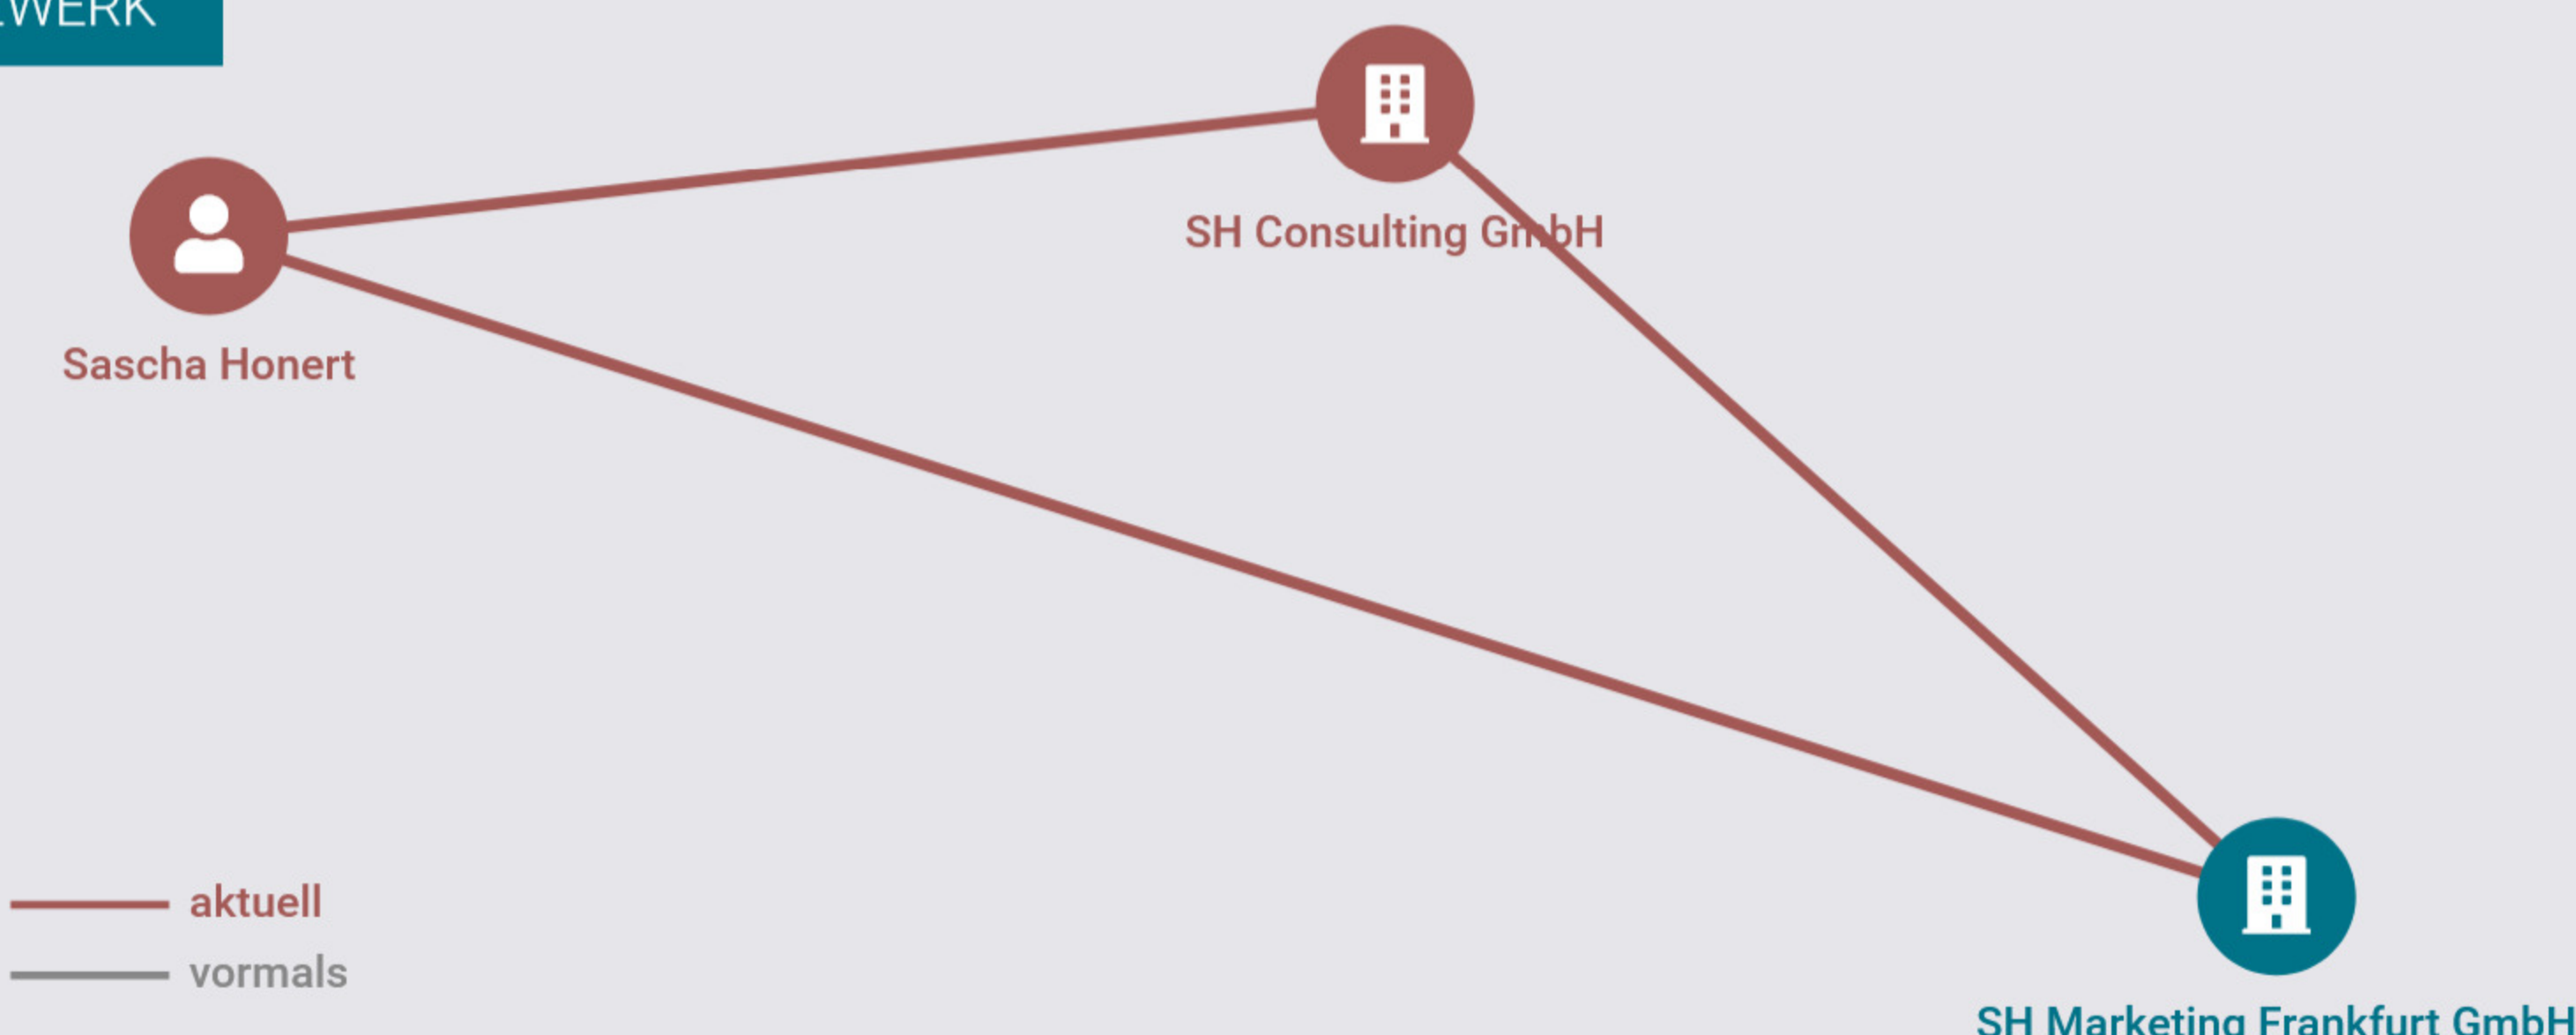 WERK
SH Consulting GmbH
Sascha Honert
aktuell
vormals
SH Marketing Frankfurt GmbH